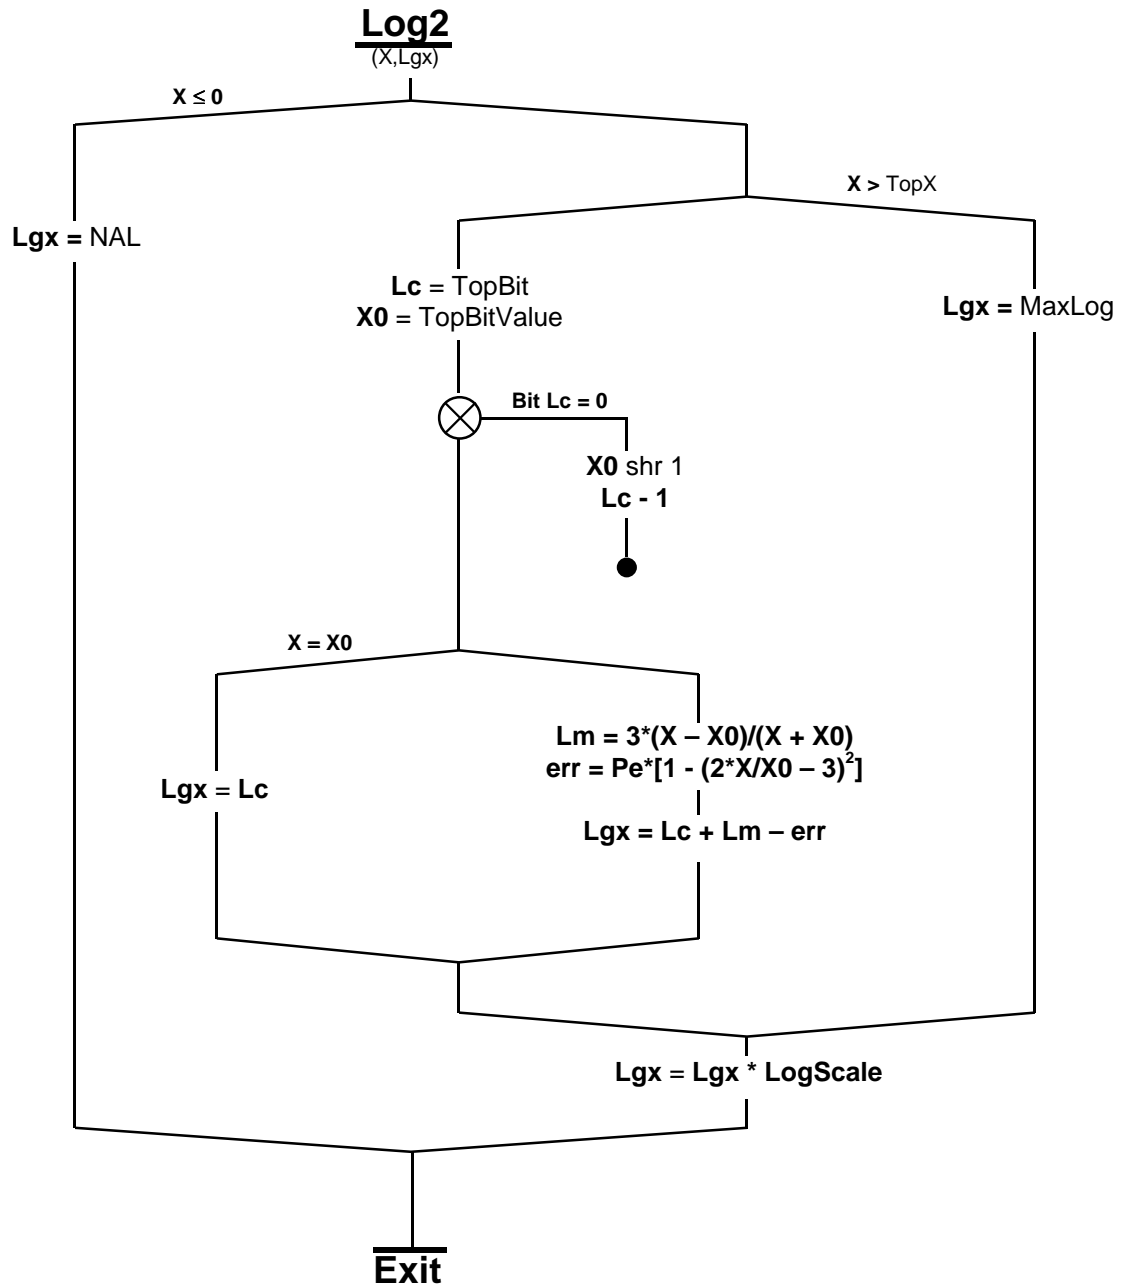 Log2
(X,Lgx)
X ≤ 0
X > TopX
Lgx = NAL
Lc = TopBit
X0 = TopBitValue
Lgx = MaxLog
Bit Lc = 0
X0 shr 1
Lc - 1
X = X0
Lm = 3*(X – X0)/(X + X0)
err = Pe*[1 - (2*X/X0 – 3)²]
Lgx = Lc
Lgx = Lc + Lm – err
Lgx = Lgx * LogScale
Exit